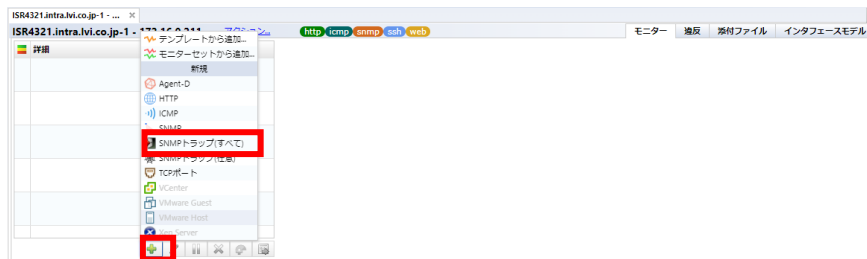 ISR4321.intra.lvi.co.jp-1 - ... ×
ISR4321.intra.lvi.co.jp-1 - 172.16.0.211 アクション... http icmp snmp ssh web モニター 違反 添付ファイル インタフェースモデル
詳細
テンプレートから追加...
モニターセットから追加...
新規
Agent-D
HTTP
ICMP
SNMP
SNMPトラップ(すべて)
SNMPトラップ(任意)
TCPポート
VCenter
VMware Guest
VMware Host
Xen Server